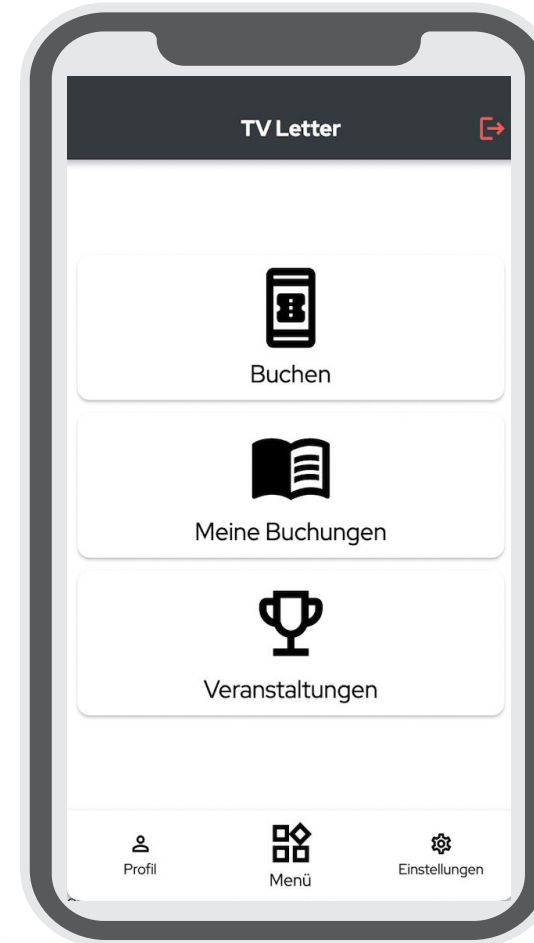 TV Letter
Buchen
Meine Buchungen
Veranstaltungen
Profil
Menü
Einstellungen